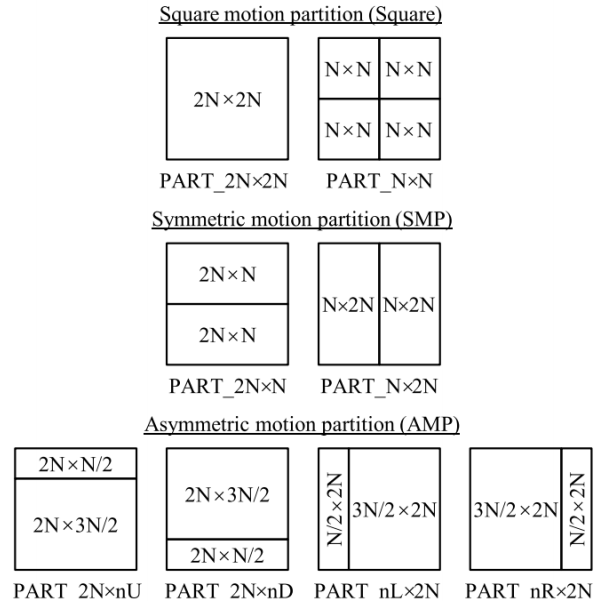 Square motion partition (Square)
2N×2N
N×N N×N
N×N N×N
PART_2N×2N PART_N×N
Symmetric motion partition (SMP)
2N×N
2N×N
N×2N N×2N
PART_2N×N PART_N×2N
Asymmetric motion partition (AMP)
2N×N/2
2N×3N/2
2N×3N/2
2N×N/2
N/2×2N 3N/2×2N
3N/2×2N N/2×2N
PART_2N×nU PART_2N×nD PART_nL×2N PART_nR×2N